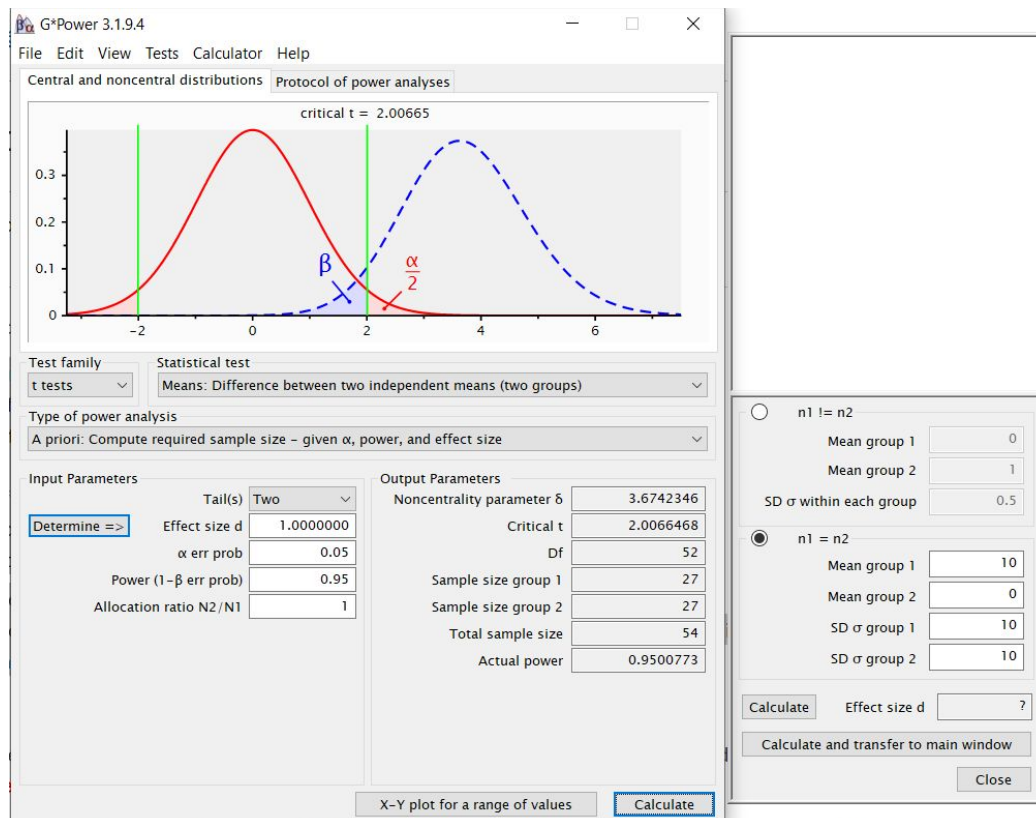 G*Power 3.1.9.4
File Edit View Tests Calculator Help
Central and noncentral distributions Protocol of power analyses
critical t = 2.00665
0.3
0.2
0.1
0
β
α
2
-2 0 2 4 6
Test family Statistical test
t tests Means: Difference between two independent means (two groups)
Type of power analysis
A priori: Compute required sample size – given α, power, and effect size
Input Parameters
Tail(s) Two
Determine => Effect size d 1.0000000
α err prob 0.05
Power (1–β err prob) 0.95
Allocation ratio N2/N1 1
Output Parameters
Noncentrality parameter δ 3.6742346
Critical t 2.0066468
Df 52
Sample size group 1 27
Sample size group 2 27
Total sample size 54
Actual power 0.9500773
X-Y plot for a range of values Calculate
n1 != n2
Mean group 1 0
Mean group 2 1
SD σ within each group 0.5
n1 = n2
Mean group 1 10
Mean group 2 0
SD σ group 1 10
SD σ group 2 10
Calculate Effect size d ?
Calculate and transfer to main window
Close